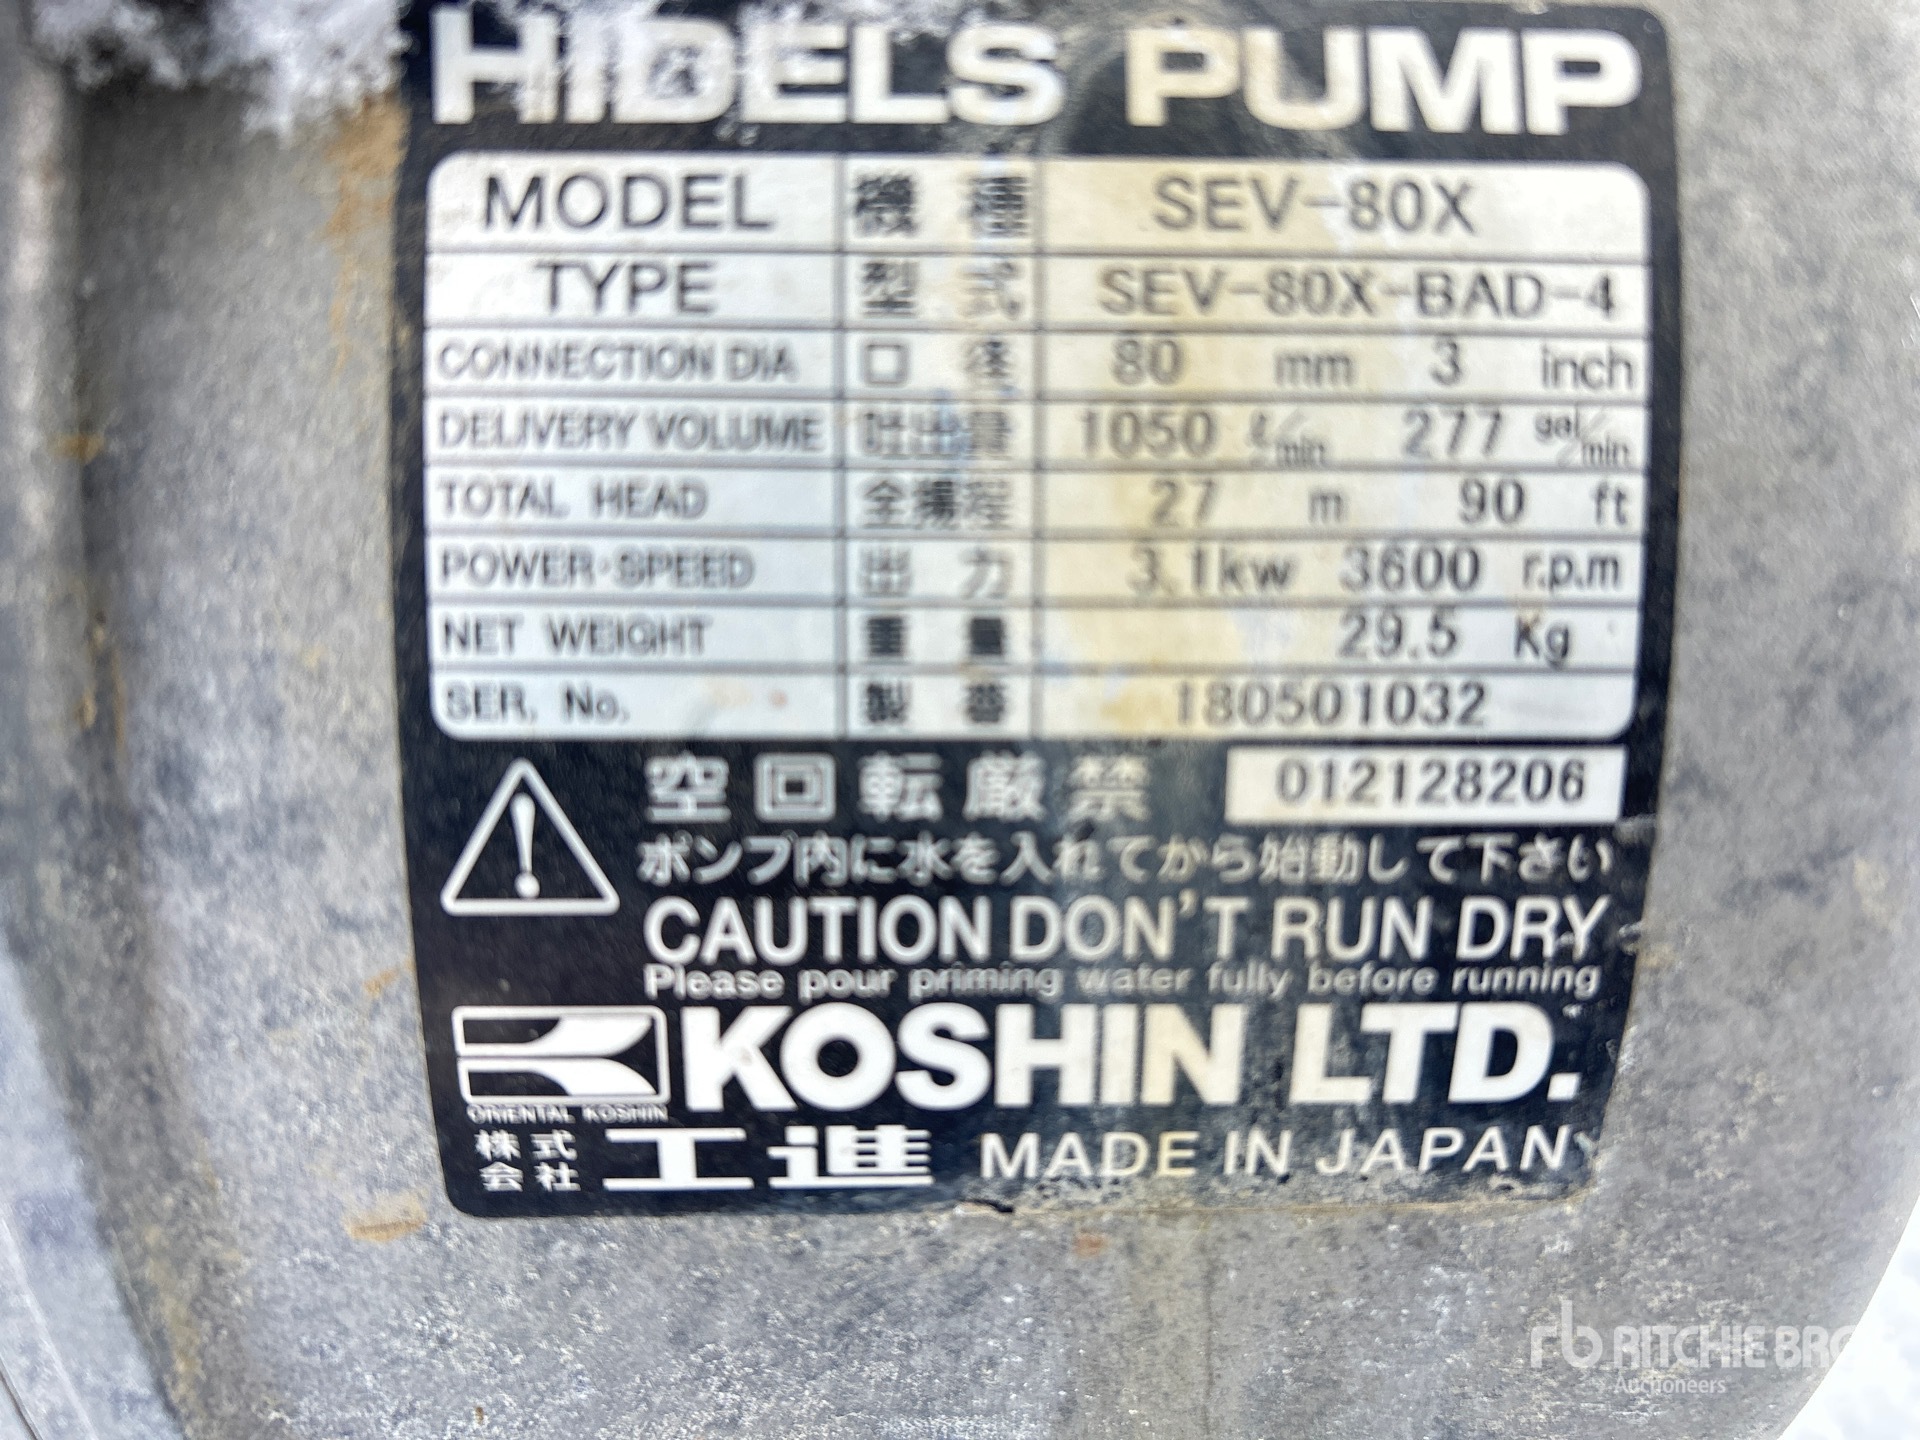 HIDELS PUMP
MODEL 機種 SEV-80X
TYPE 型式 SEV-80X-BAD-4
CONNECTION DIA 口径 80 mm 3 inch
DELIVERY VOLUME 吐出量 1050 ℓ/min 277 gal/min
TOTAL HEAD 全揚程 27 m 90 ft
POWER·SPEED 出力 3.1kw 3600 r.p.m
NET WEIGHT 重量 29.5 Kg
SER. No. 製番 180501032
空回転厳禁 012128206
ポンプ内に水を入れてから始動して下さい
CAUTION DON'T RUN DRY
Please pour priming water fully before running
KOSHIN LTD.
ORIENTAL KOSHIN
株式会社 工進 MADE IN JAPAN
rb RITCHIE BRO
Auctioneers